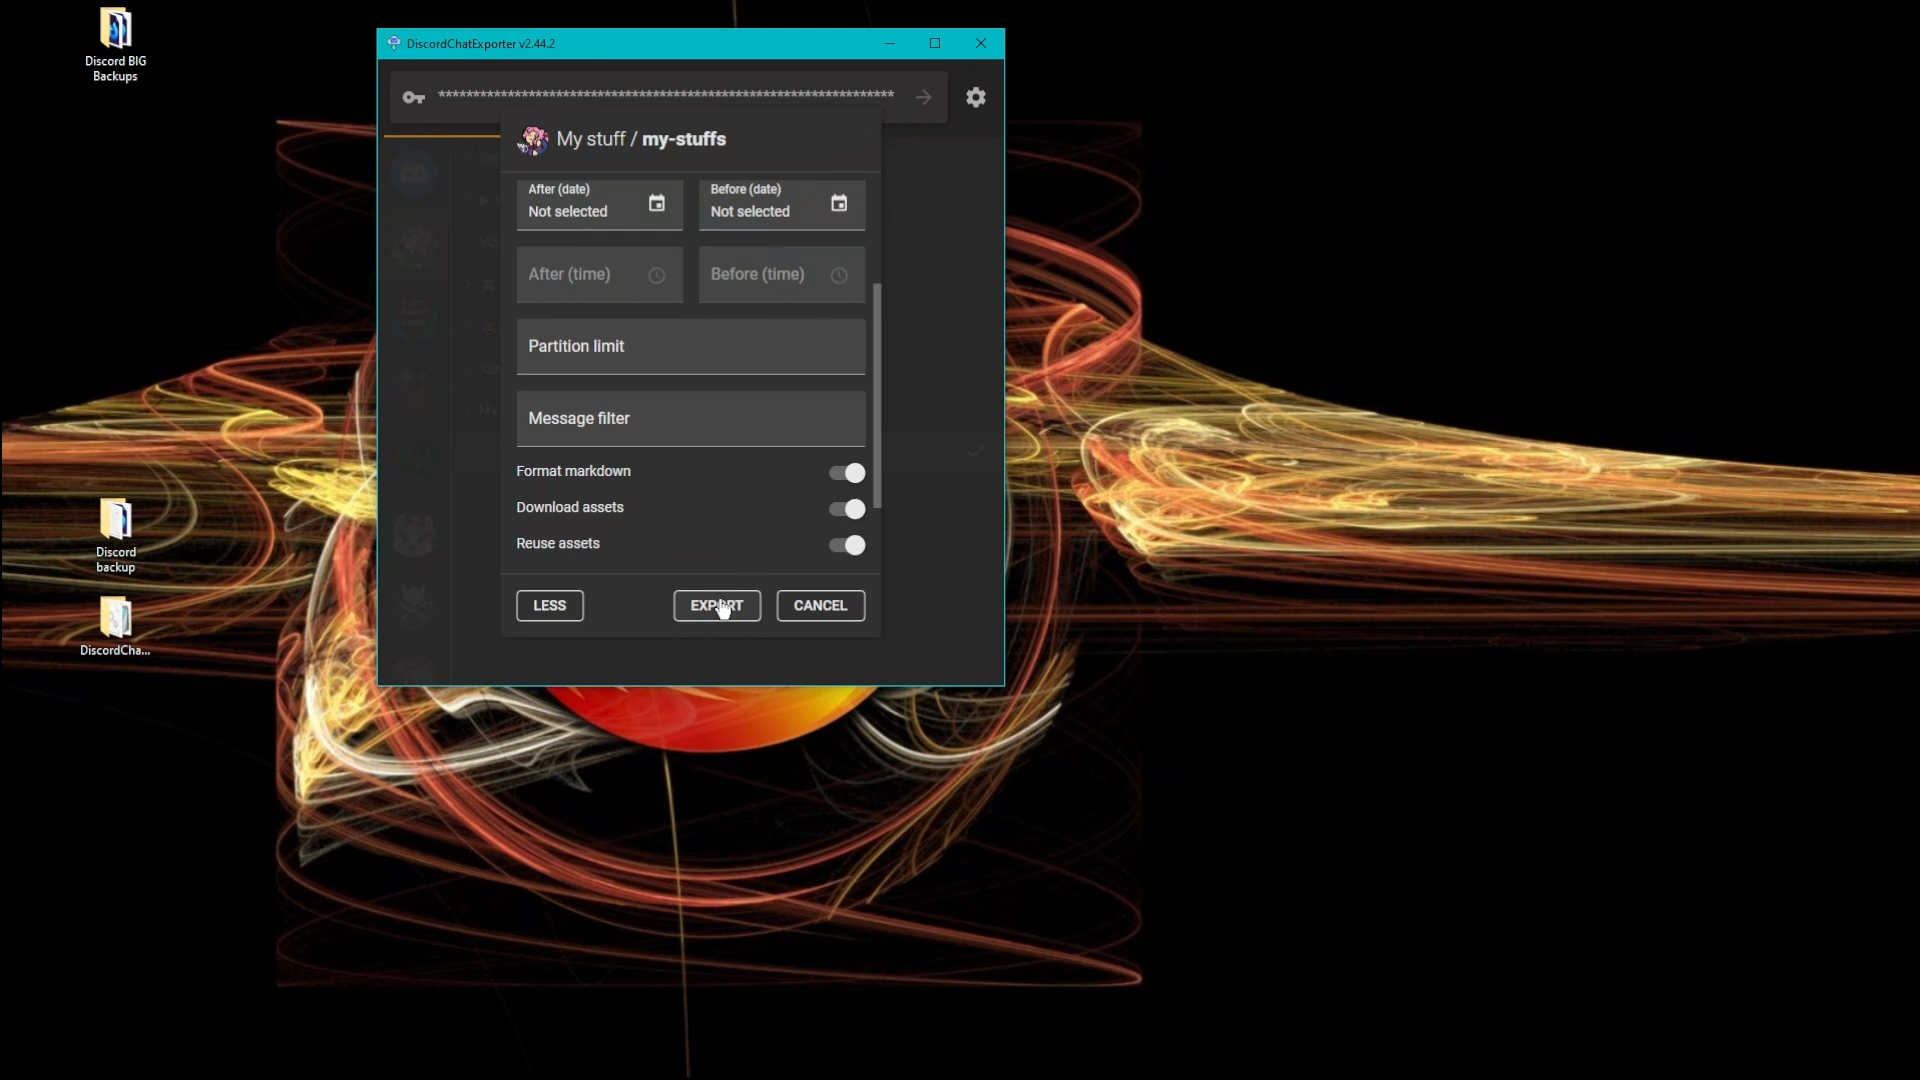 Discord BIG
Backups
DiscordChatExporter v2.44.2
******************************************************************
My stuff / my-stuffs
After (date)
Not selected
Before (date)
Not selected
After (time)
Before (time)
Partition limit
Message filter
Format markdown
Download assets
Reuse assets
LESS
EXPORT
CANCEL
Discord
backup
DiscordCha...